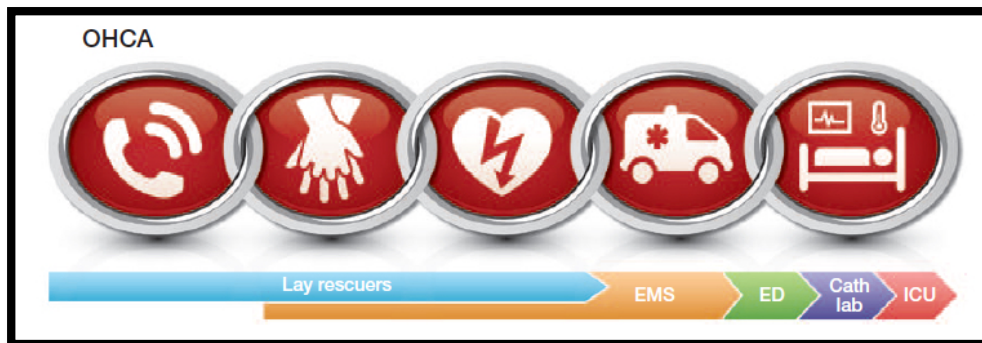 OHCA
Lay rescuers
EMS
ED
Cath
lab
ICU